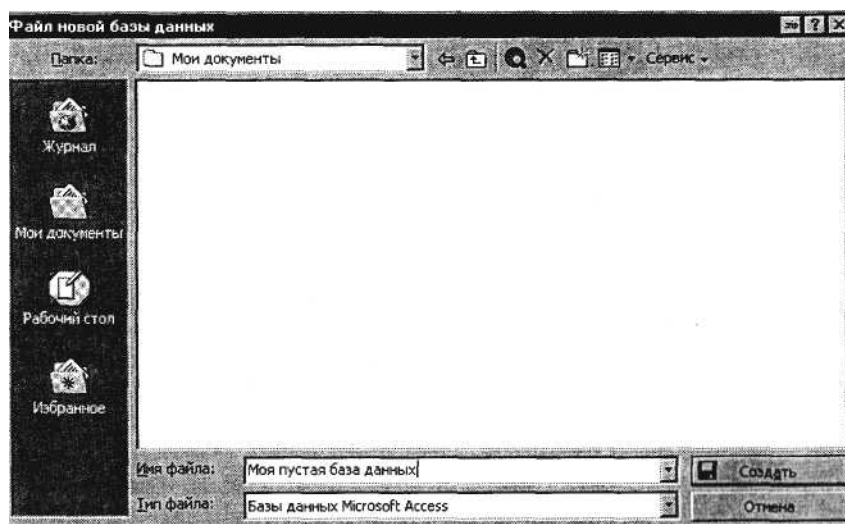 Файл новой базы данных
Папка: Мои документы Сервис
Журнал
Мои документы
Рабочий стол
Избранное
Имя файла: Моя пустая база данных Создать
Тип файла: Базы данных Microsoft Access Отмена